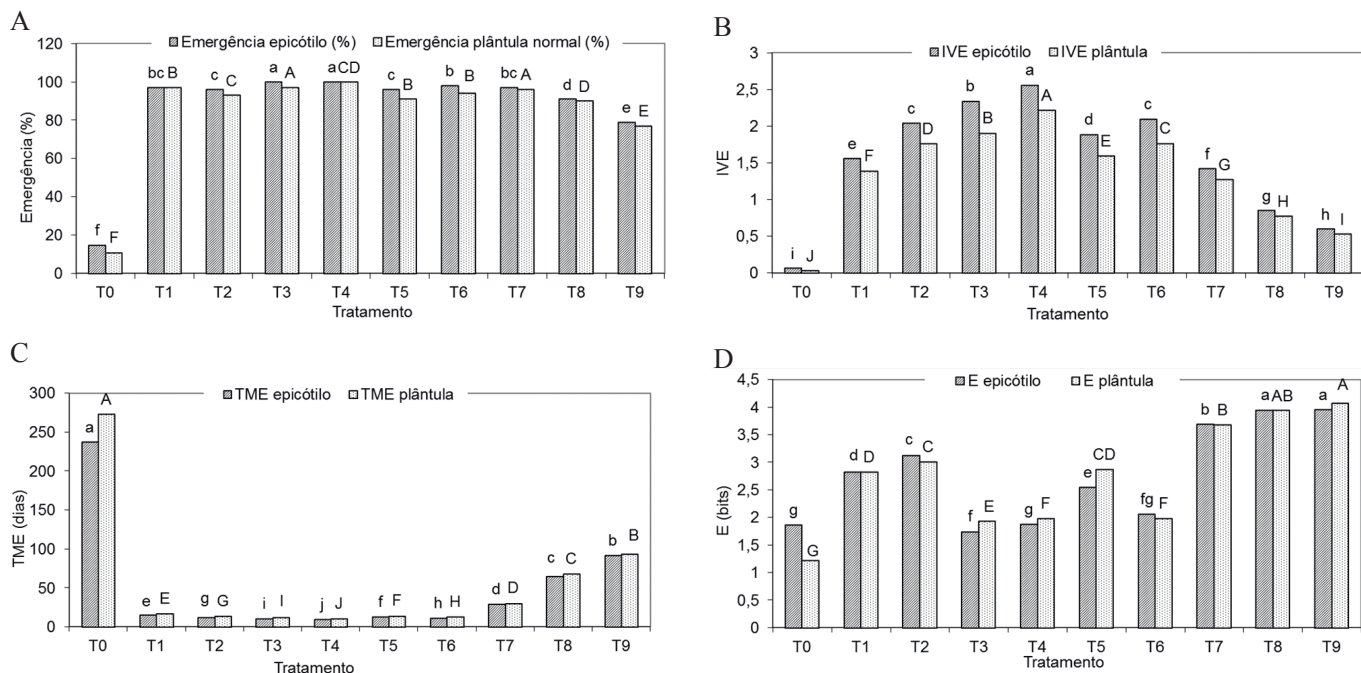 A
Emergência epicótilo (%) Emergência plântula normal (%)
120
100
80
60
40
20
0
Emergência (%)
f F
bc B
c C
a A
a CD
c B
b B
bc A
d D
e E
T0 T1 T2 T3 T4 T5 T6 T7 T8 T9
Tratamento
B
IVE epicótilo IVE plântula
3
2,5
2
1,5
1
0,5
0
IVE
i J
e F
c D
b B
a A
d E
c C
f G
g H
h I
T0 T1 T2 T3 T4 T5 T6 T7 T8 T9
Tratamento
C
TME epicótilo TME plântula
300
250
200
150
100
50
0
TME (dias)
a A
e E
g G
i I
j J
f F
h H
d D
c C
b B
T0 T1 T2 T3 T4 T5 T6 T7 T8 T9
Tratamento
D
E epicótilo E plântula
4,5
4
3,5
3
2,5
2
1,5
1
0,5
0
E (bits)
g G
d D
c C
f E
g F
e CD
fg F
b B
a AB
a A
T0 T1 T2 T3 T4 T5 T6 T7 T8 T9
Tratamento